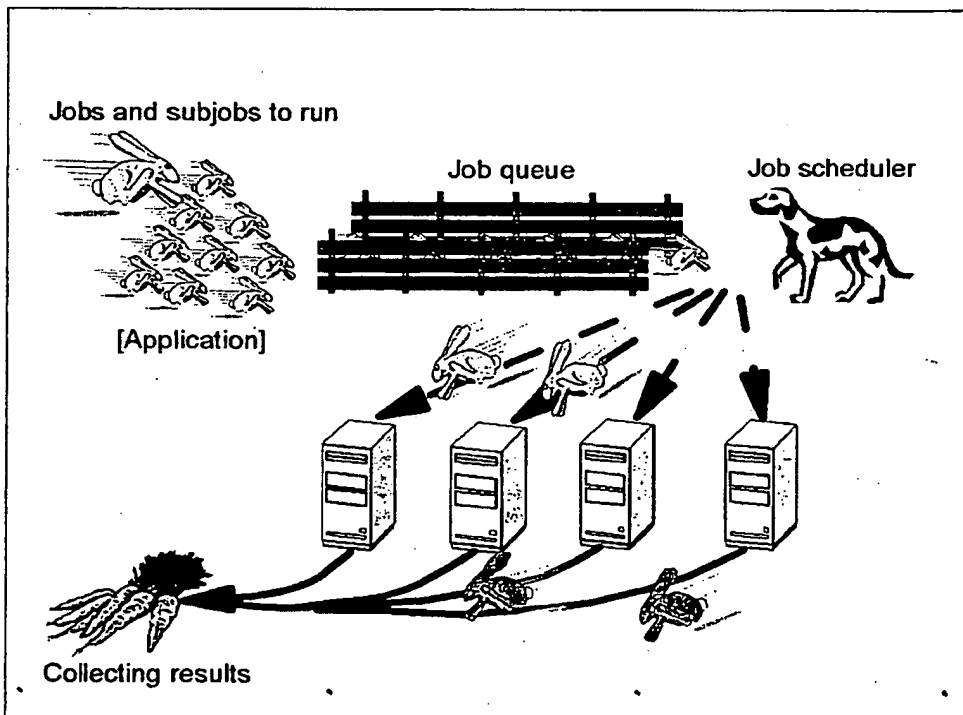 Jobs and subjobs to run
Job queue
Job scheduler
[Application]
Collecting results